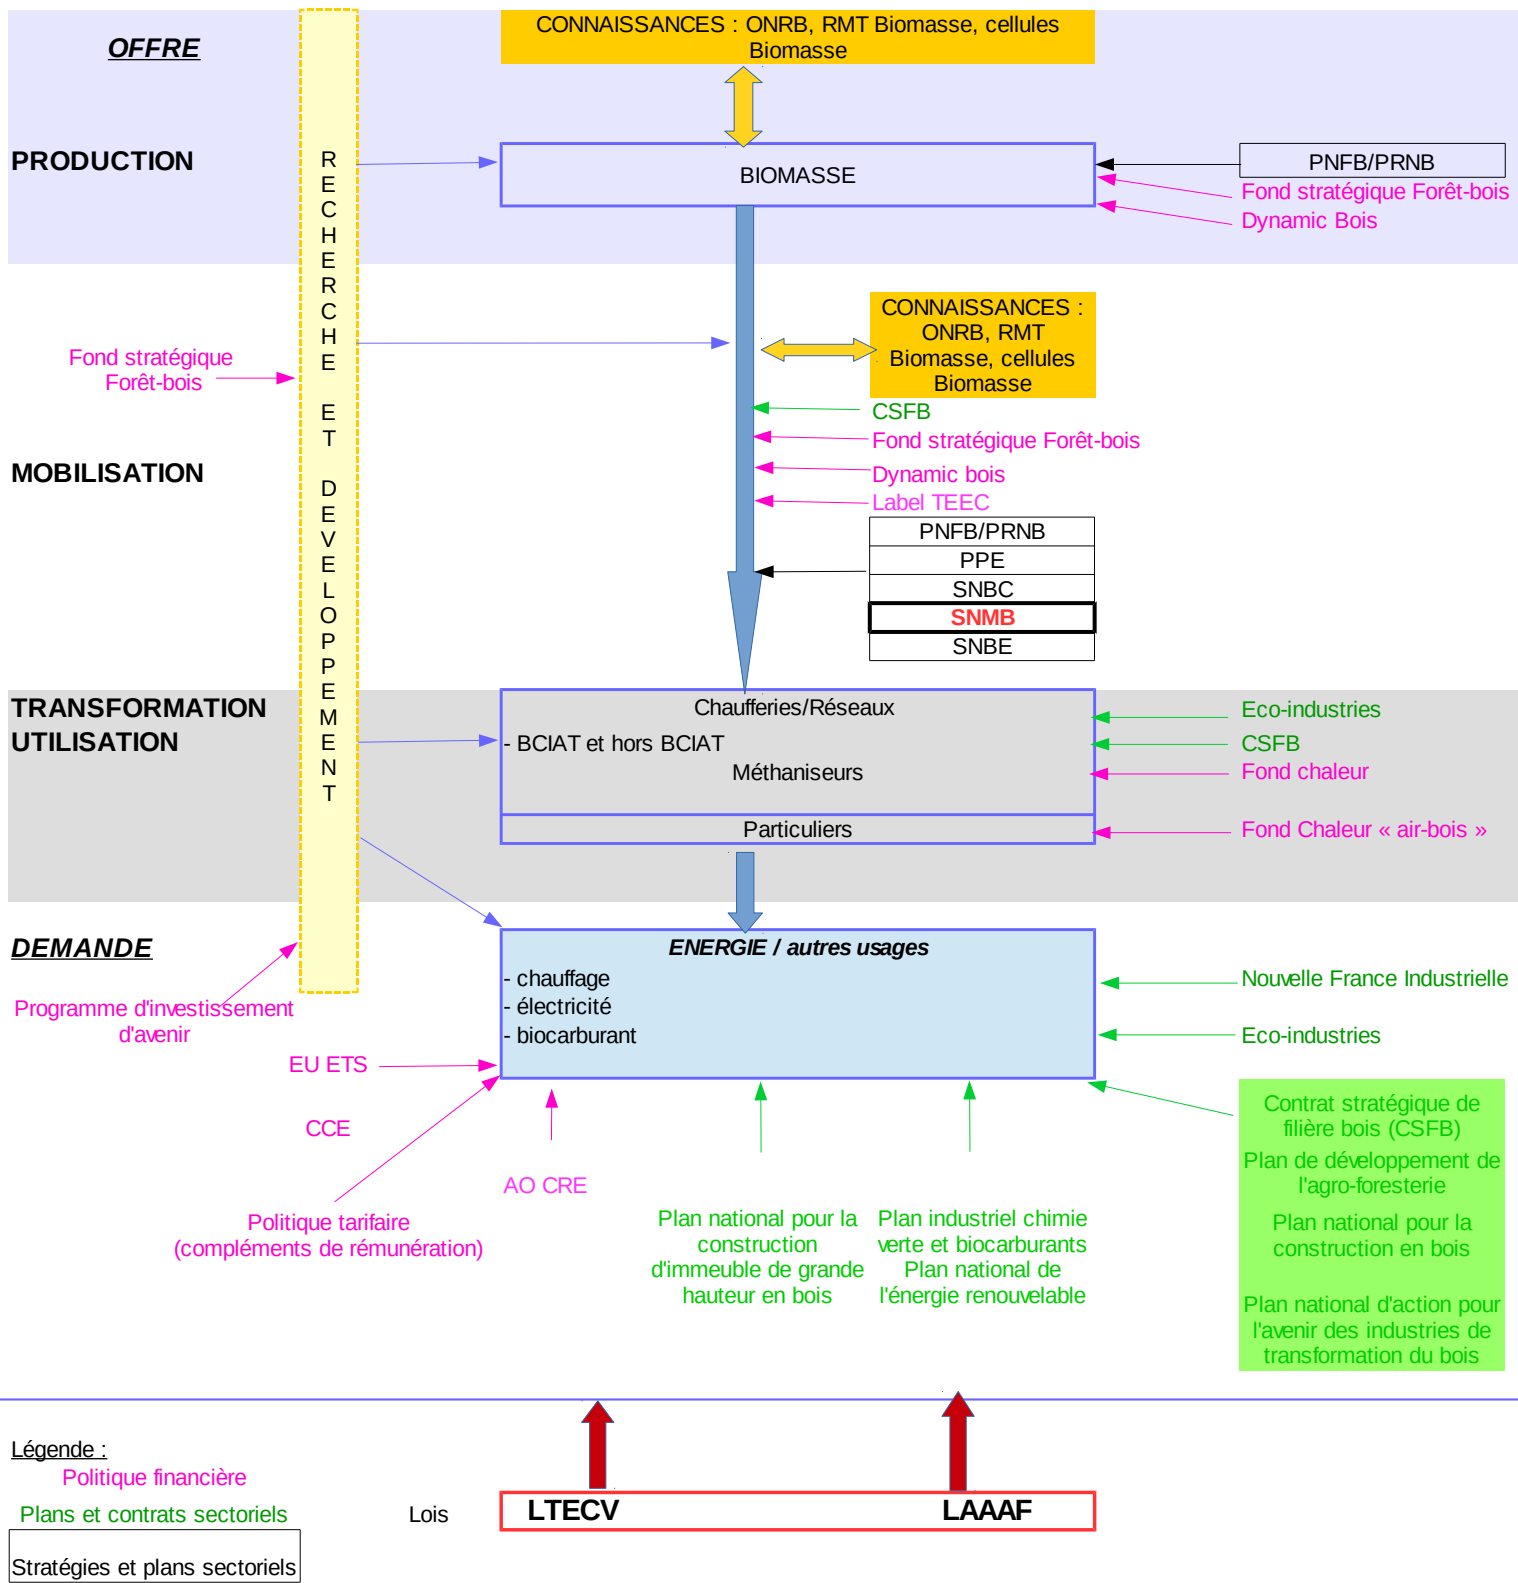 OFFRE
CONNAISSANCES : ONRB, RMT Biomasse, cellules
Biomasse
PRODUCTION
BIOMASSE
PNFB/PRNB
Fond stratégique Forêt-bois
Dynamic Bois
RECHERCHE ET DEVELOPPEMENT
CONNAISSANCES :
ONRB, RMT
Biomasse, cellules
Biomasse
Fond stratégique
Forêt-bois
CSFB
Fond stratégique Forêt-bois
MOBILISATION
Dynamic bois
Label TEEC
PNFB/PRNB
PPE
SNBC
SNMB
SNBE
TRANSFORMATION
UTILISATION
Chaufferies/Réseaux
- BCIAT et hors BCIAT
Méthaniseurs
Particuliers
Eco-industries
CSFB
Fond chaleur
Fond Chaleur « air-bois »
DEMANDE
ENERGIE / autres usages
- chauffage
- électricité
- biocarburant
Nouvelle France Industrielle
Eco-industries
Programme d'investissement
d'avenir
EU ETS
CCE
AO CRE
Politique tarifaire
(compléments de rémunération)
Plan national pour la
construction
d'immeuble de grande
hauteur en bois
Plan industriel chimie
verte et biocarburants
Plan national de
l'énergie renouvelable
Contrat stratégique de
filière bois (CSFB)
Plan de développement de
l'agro-foresterie
Plan national pour la
construction en bois
Plan national d'action pour
l'avenir des industries de
transformation du bois
Légende :
Politique financière
Plans et contrats sectoriels
Stratégies et plans sectoriels
Lois
LTECV
LAAAF